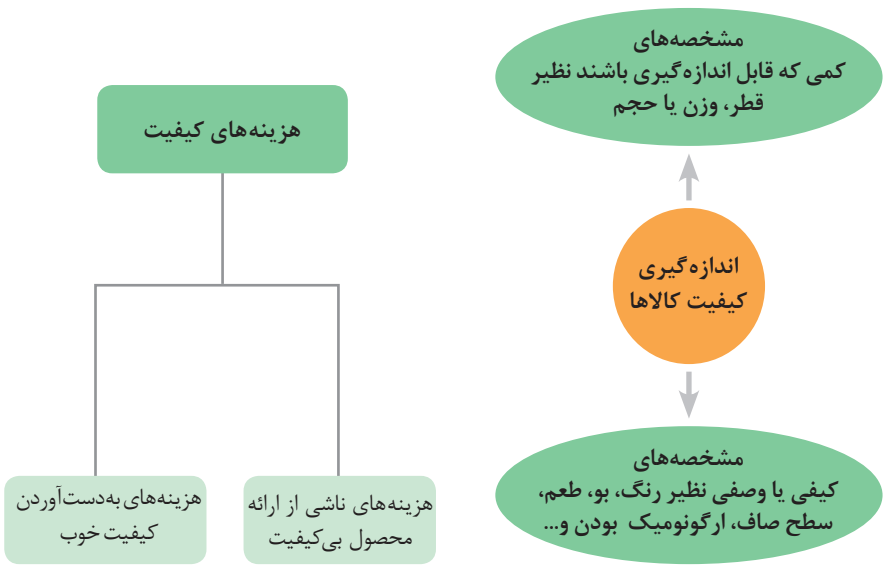 مشخصه‌های
کمی که قابل اندازه‌گیری باشند نظیر
قطر، وزن یا حجم
اندازه‌گیری
کیفیت کالاها
مشخصه‌های
کیفی یا وصفی نظیر رنگ، بو، طعم،
سطح صاف، ارگونومیک بودن و...
هزینه‌های کیفیت
هزینه‌های ناشی از ارائه
محصول بی‌کیفیت
هزینه‌های به‌دست‌آوردن
کیفیت خوب